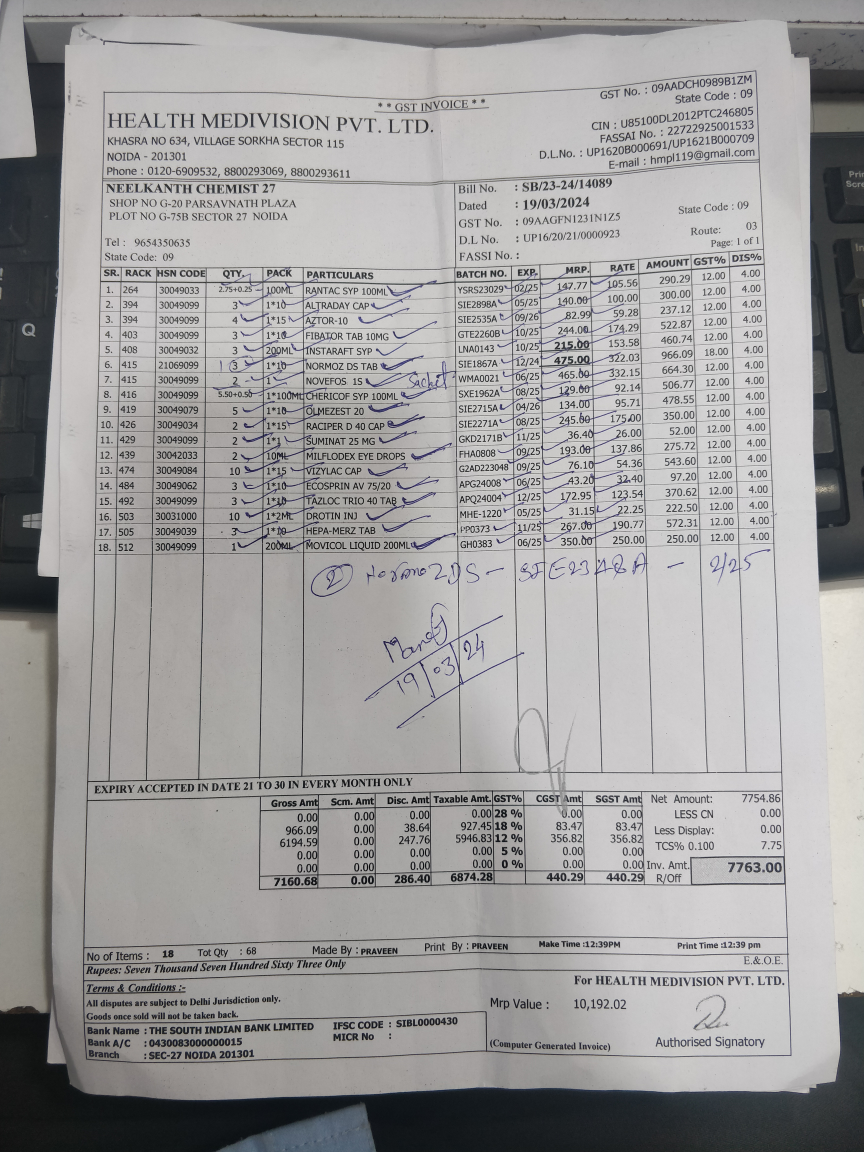 * * GST INVOICE * *
GST No. : 09AADCH0989B1ZM
State Code : 09
HEALTH MEDIVISION PVT. LTD.
CIN : U85100DL2012PTC246805
KHASRA NO 634, VILLAGE SORKHA SECTOR 115
FASSAI No. : 22722925001533
NOIDA - 201301
D.L.No. : UP1620B000691/UP1621B000709
Phone : 0120-6909532, 8800293069, 8800293611
E-mail : hmpl119@gmail.com
NEELKANTH CHEMIST 27
SHOP NO G-20 PARSAVNATH PLAZA
PLOT NO G-75B SECTOR 27 NOIDA
Tel : 9654350635
State Code: 09
Bill No. : SB/23-24/14089
Dated : 19/03/2024
State Code : 09
GST No. : 09AAGFN1231N1Z5
Route: 03
D.L No. : UP16/20/21/0000923
Page: 1 of 1
FASSI No. :
SR. RACK HSN CODE QTY. PACK PARTICULARS BATCH NO. EXP. MRP. RATE AMOUNT GST% DIS%
1. 264 30049033 2.75+0.25 100ML RANTAC SYP 100ML YSRS23029 02/25 147.77 105.56 290.29 12.00 4.00
2. 394 30049099 3 1*10 ALTRADAY CAP SIE2898A 05/25 140.00 100.00 300.00 12.00 4.00
3. 394 30049099 4 1*15 AZTOR-10 SIE2535A 09/26 82.99 59.28 237.12 12.00 4.00
4. 403 30049099 3 1*10 FIBATOR TAB 10MG GTE2260B 10/25 244.00 174.29 522.87 12.00 4.00
5. 408 30049032 3 200ML INSTARAFT SYP LNA0143 10/25 215.00 153.58 460.74 12.00 4.00
6. 415 21069099 1 3 1*10 NORMOZ DS TAB SIE1867A 12/24 475.00 322.03 966.09 18.00 4.00
7. 415 30049099 2 NOVEFOS 1S Sachet WMA0021 06/25 465.00 332.15 664.30 12.00 4.00
8. 416 30049099 5.50+0.50 1*100ML CHERICOF SYP 100ML SXE1962A 08/25 129.00 92.14 506.77 12.00 4.00
9. 419 30049079 5 1*10 OLMEZEST 20 SIE2715A 04/26 134.00 95.71 478.55 12.00 4.00
10. 426 30049034 2 1*15 RACIPER D 40 CAP SIE2271A 08/25 245.00 175.00 350.00 12.00 4.00
11. 429 30049099 2 1*1 SUMINAT 25 MG GKD2171B 11/25 36.40 26.00 52.00 12.00 4.00
12. 439 30042033 2 10ML MILFLODEX EYE DROPS FHA0808 09/25 193.00 137.86 275.72 12.00 4.00
13. 474 30049084 10 1*15 VIZYLAC CAP G2AD223048 09/25 76.10 54.36 543.60 12.00 4.00
14. 484 30049062 3 1*10 ECOSPRIN AV 75/20 APG24008 06/25 43.20 32.40 97.20 12.00 4.00
15. 492 30049099 3 1*10 TAZLOC TRIO 40 TAB APQ24004 12/25 172.95 123.54 370.62 12.00 4.00
16. 503 30031000 10 1*2ML DROTIN INJ MHE-1220 05/25 31.15 22.25 222.50 12.00 4.00
17. 505 30049039 3 1*10 HEPA-MERZ TAB PP0373 11/25 267.00 190.77 572.31 12.00 4.00
18. 512 30049099 1 200ML MOVICOL LIQUID 200ML GH0383 06/25 350.00 250.00 250.00 12.00 4.00
2 DS - - 2/25
19/03/24
EXPIRY ACCEPTED IN DATE 21 TO 30 IN EVERY MONTH ONLY
Gross Amt Scm. Amt Disc. Amt Taxable Amt. GST% CGST Amt SGST Amt
0.00 0.00 0.00 0.00 28 % 0.00 0.00
966.09 0.00 38.64 927.45 18 % 83.47 83.47
6194.59 0.00 247.76 5946.83 12 % 356.82 356.82
0.00 0.00 0.00 0.00 5 % 0.00 0.00
0.00 0.00 0.00 0.00 0 % 0.00 0.00
7160.68 0.00 286.40 6874.28 440.29 440.29
Net Amount: 7754.86
LESS CN 0.00
Less Display: 0.00
TCS% 0.100 7.75
Inv. Amt. 7763.00
R/Off
No of Items : 18 Tot Qty : 68 Made By : PRAVEEN Print By : PRAVEEN Make Time :12:39PM Print Time :12:39 pm
Rupees: Seven Thousand Seven Hundred Sixty Three Only
E.&.O.E.
Terms & Conditions :-
All disputes are subject to Delhi Jurisdiction only.
Goods once sold will not be taken back.
Bank Name : THE SOUTH INDIAN BANK LIMITED IFSC CODE : SIBL0000430
Bank A/C : 0430083000000015 MICR No :
Branch : SEC-27 NOIDA 201301
For HEALTH MEDIVISION PVT. LTD.
Mrp Value : 10,192.02
(Computer Generated Invoice)
Authorised Signatory